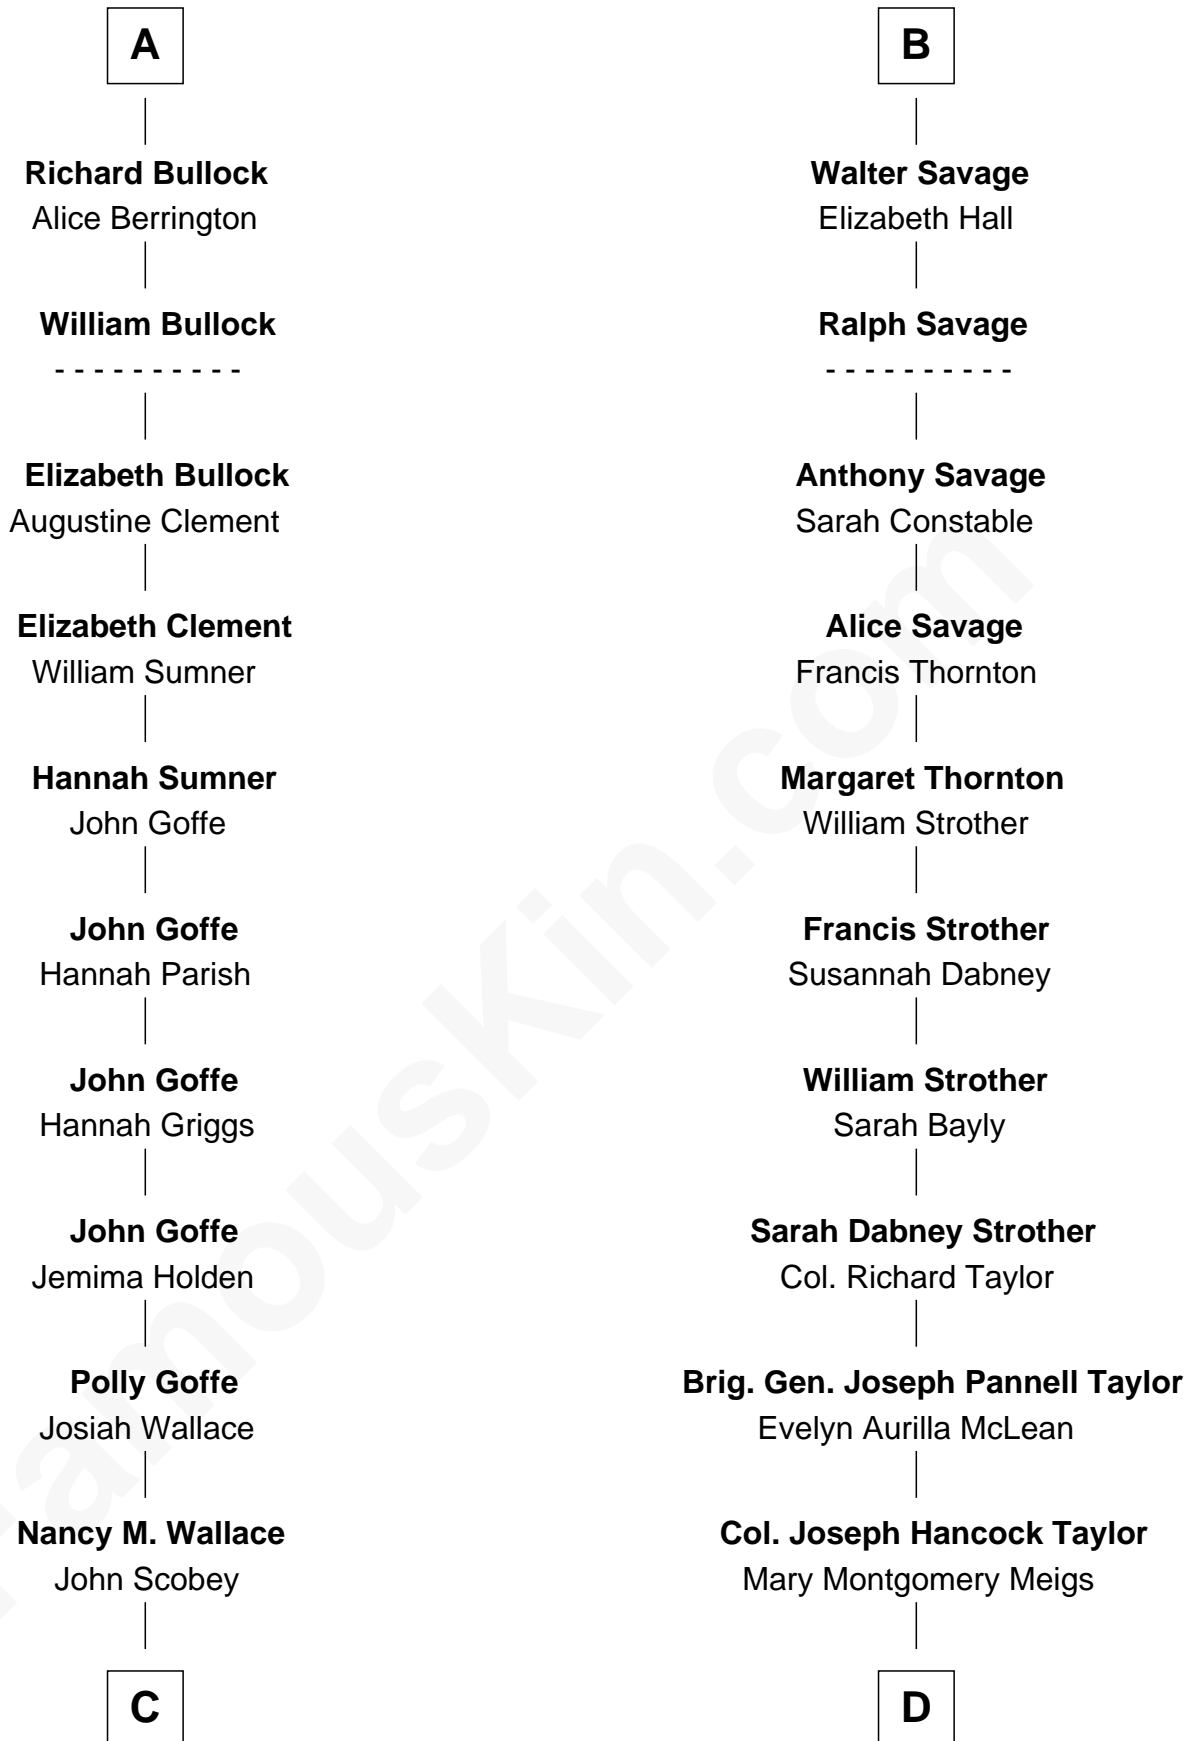 A
Richard Bullock
Alice Berrington
William Bullock
- - - - - - - - - -
Elizabeth Bullock
Augustine Clement
Elizabeth Clement
William Sumner
Hannah Sumner
John Goffe
John Goffe
Hannah Parish
John Goffe
Hannah Griggs
John Goffe
Jemima Holden
Polly Goffe
Josiah Wallace
Nancy M. Wallace
John Scobey
C
B
Walter Savage
Elizabeth Hall
Ralph Savage
- - - - - - - - - -
Anthony Savage
Sarah Constable
Alice Savage
Francis Thornton
Margaret Thornton
William Strother
Francis Strother
Susannah Dabney
William Strother
Sarah Bayly
Sarah Dabney Strother
Col. Richard Taylor
Brig. Gen. Joseph Pannell Taylor
Evelyn Aurilla McLean
Col. Joseph Hancock Taylor
Mary Montgomery Meigs
D
FamousKin.com